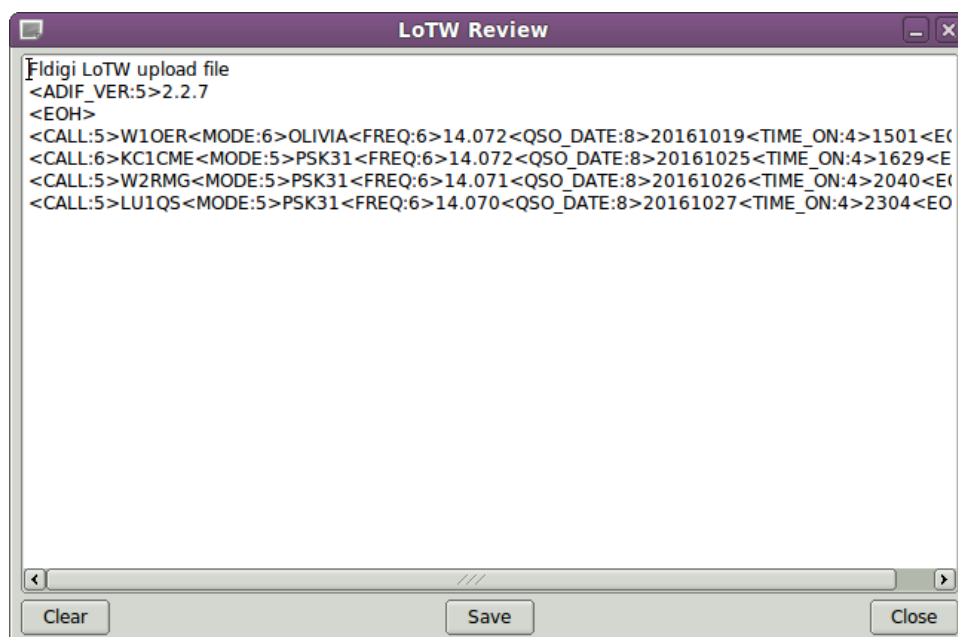 LoTW Review
Fldigi LoTW upload file
<ADIF_VER:5>2.2.7
<EOH>
<CALL:5>W1OER<MODE:6>OLIVIA<FREQ:6>14.072<QSO_DATE:8>20161019<TIME_ON:4>1501<E(
<CALL:6>KC1CME<MODE:5>PSK31<FREQ:6>14.072<QSO_DATE:8>20161025<TIME_ON:4>1629<E
<CALL:5>W2RMG<MODE:5>PSK31<FREQ:6>14.071<QSO_DATE:8>20161026<TIME_ON:4>2040<E(
<CALL:5>LU1QS<MODE:5>PSK31<FREQ:6>14.070<QSO_DATE:8>20161027<TIME_ON:4>2304<EO
Clear Save Close